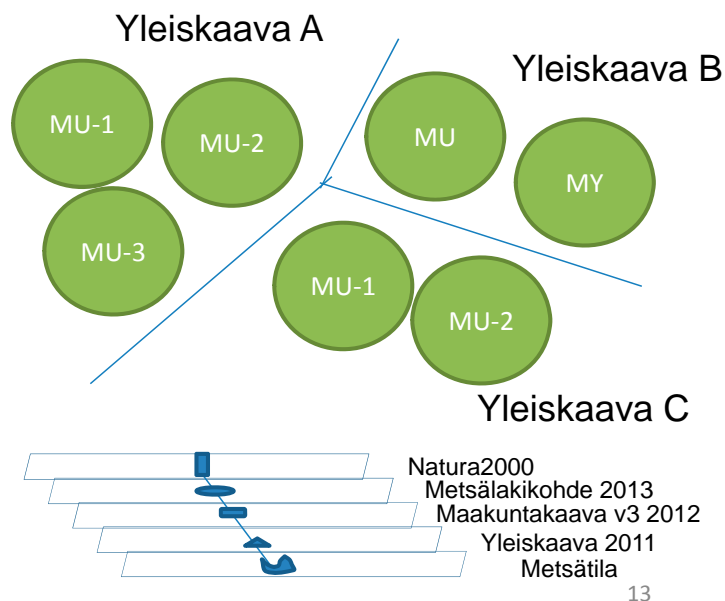 Yleiskaava A
Yleiskaava B
MU-1
MU-2
MU
MY
MU-3
MU-1
MU-2
Yleiskaava C
Natura2000
Metsälakikohde 2013
Maakuntakaava v3 2012
Yleiskaava 2011
Metsätila
13